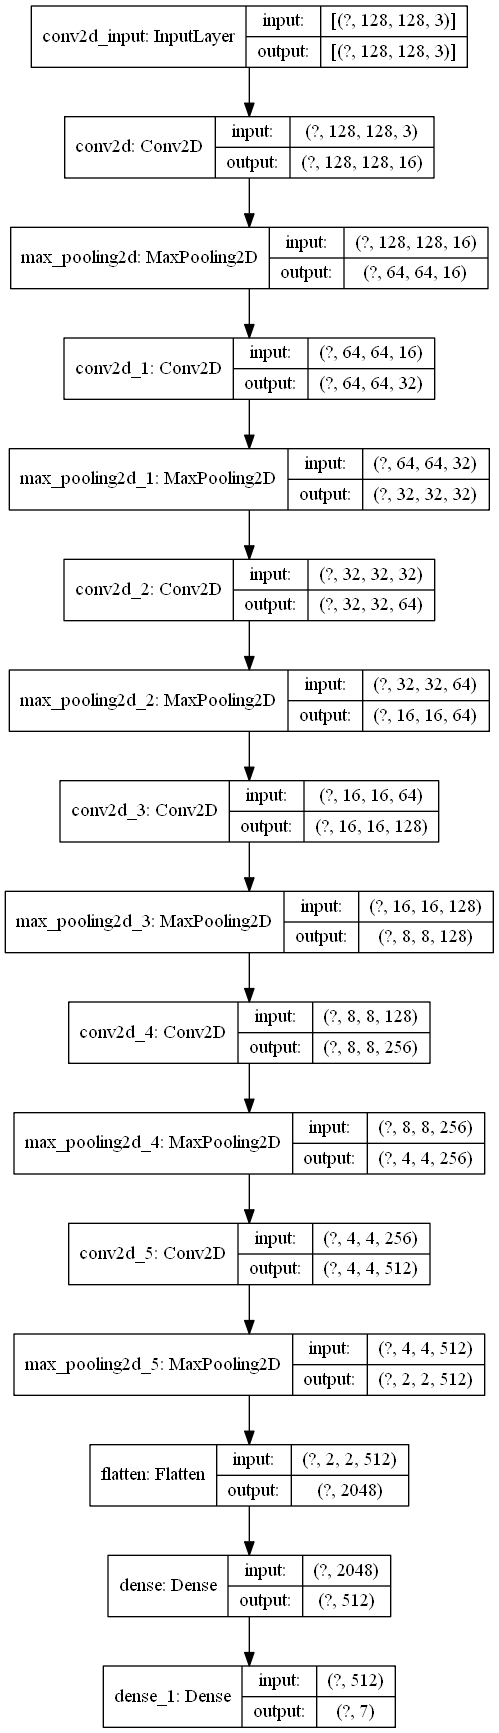 conv2d_input: InputLayer
input:
[(?, 128, 128, 3)]
output:
[(?, 128, 128, 3)]
conv2d: Conv2D
input:
(?, 128, 128, 3)
output:
(?, 128, 128, 16)
max_pooling2d: MaxPooling2D
input:
(?, 128, 128, 16)
output:
(?, 64, 64, 16)
conv2d_1: Conv2D
input:
(?, 64, 64, 16)
output:
(?, 64, 64, 32)
max_pooling2d_1: MaxPooling2D
input:
(?, 64, 64, 32)
output:
(?, 32, 32, 32)
conv2d_2: Conv2D
input:
(?, 32, 32, 32)
output:
(?, 32, 32, 64)
max_pooling2d_2: MaxPooling2D
input:
(?, 32, 32, 64)
output:
(?, 16, 16, 64)
conv2d_3: Conv2D
input:
(?, 16, 16, 64)
output:
(?, 16, 16, 128)
max_pooling2d_3: MaxPooling2D
input:
(?, 16, 16, 128)
output:
(?, 8, 8, 128)
conv2d_4: Conv2D
input:
(?, 8, 8, 128)
output:
(?, 8, 8, 256)
max_pooling2d_4: MaxPooling2D
input:
(?, 8, 8, 256)
output:
(?, 4, 4, 256)
conv2d_5: Conv2D
input:
(?, 4, 4, 256)
output:
(?, 4, 4, 512)
max_pooling2d_5: MaxPooling2D
input:
(?, 4, 4, 512)
output:
(?, 2, 2, 512)
flatten: Flatten
input:
(?, 2, 2, 512)
output:
(?, 2048)
dense: Dense
input:
(?, 2048)
output:
(?, 512)
dense_1: Dense
input:
(?, 512)
output:
(?, 7)